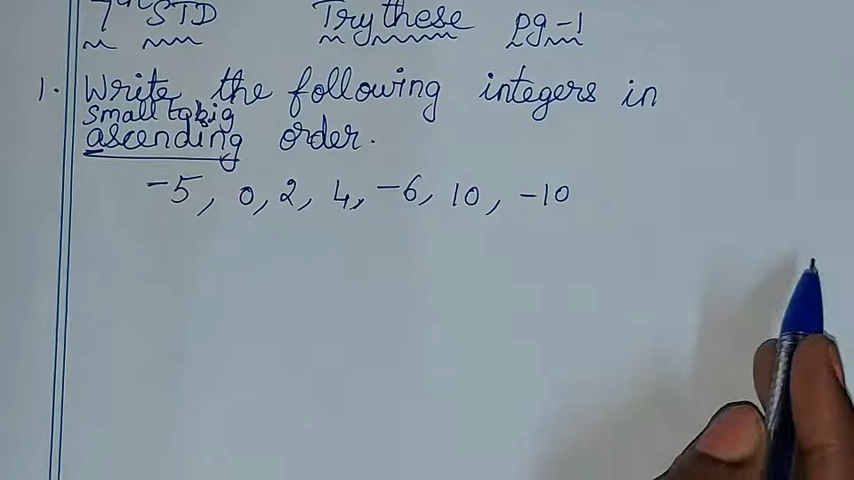 7th STD Try these pg-1
1. Write the following integers in
small to big
ascending order.
-5, 0, 2, 4, -6, 10, -10